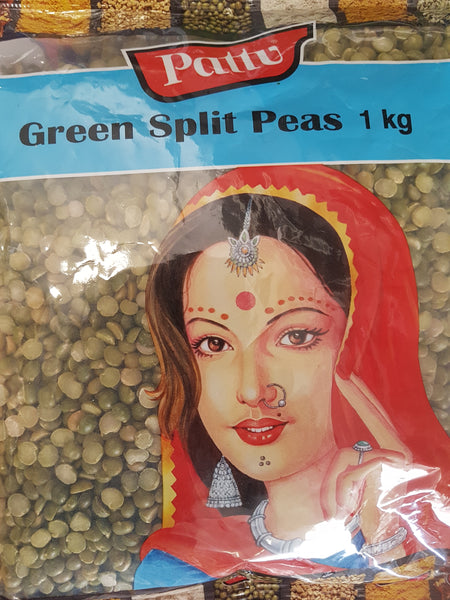 Pattu
Green Split Peas 1 kg